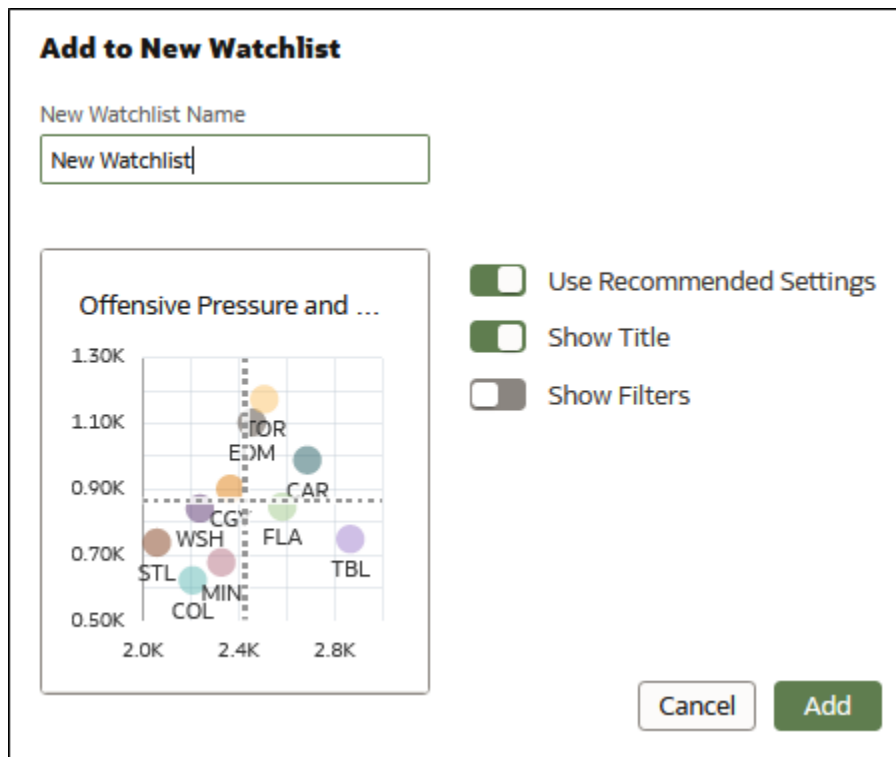 Add to New Watchlist
New Watchlist Name
New Watchlist
Offensive Pressure and ...
Use Recommended Settings
Show Title
Show Filters
1.30K
1.10K
0.90K
0.70K
0.50K
TOR
EDM
CAR
CGY
WSH
FLA
TBL
STL
MIN
COL
2.0K
2.4K
2.8K
Cancel
Add